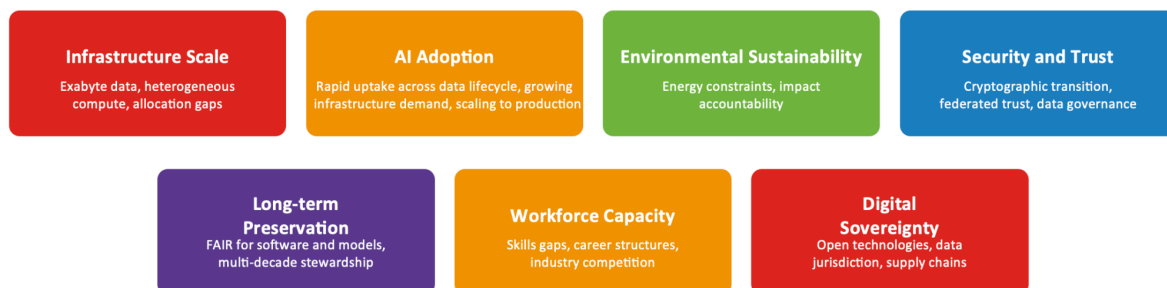 Infrastructure Scale
Exabyte data, heterogeneous
compute, allocation gaps
AI Adoption
Rapid uptake across data lifecycle, growing
infrastructure demand, scaling to production
Environmental Sustainability
Energy constraints, impact
accountability
Security and Trust
Cryptographic transition,
federated trust, data governance
Long-term
Preservation
FAIR for software and models,
multi-decade stewardship
Workforce Capacity
Skills gaps, career structures,
industry competition
Digital
Sovereignty
Open technologies, data
jurisdiction, supply chains